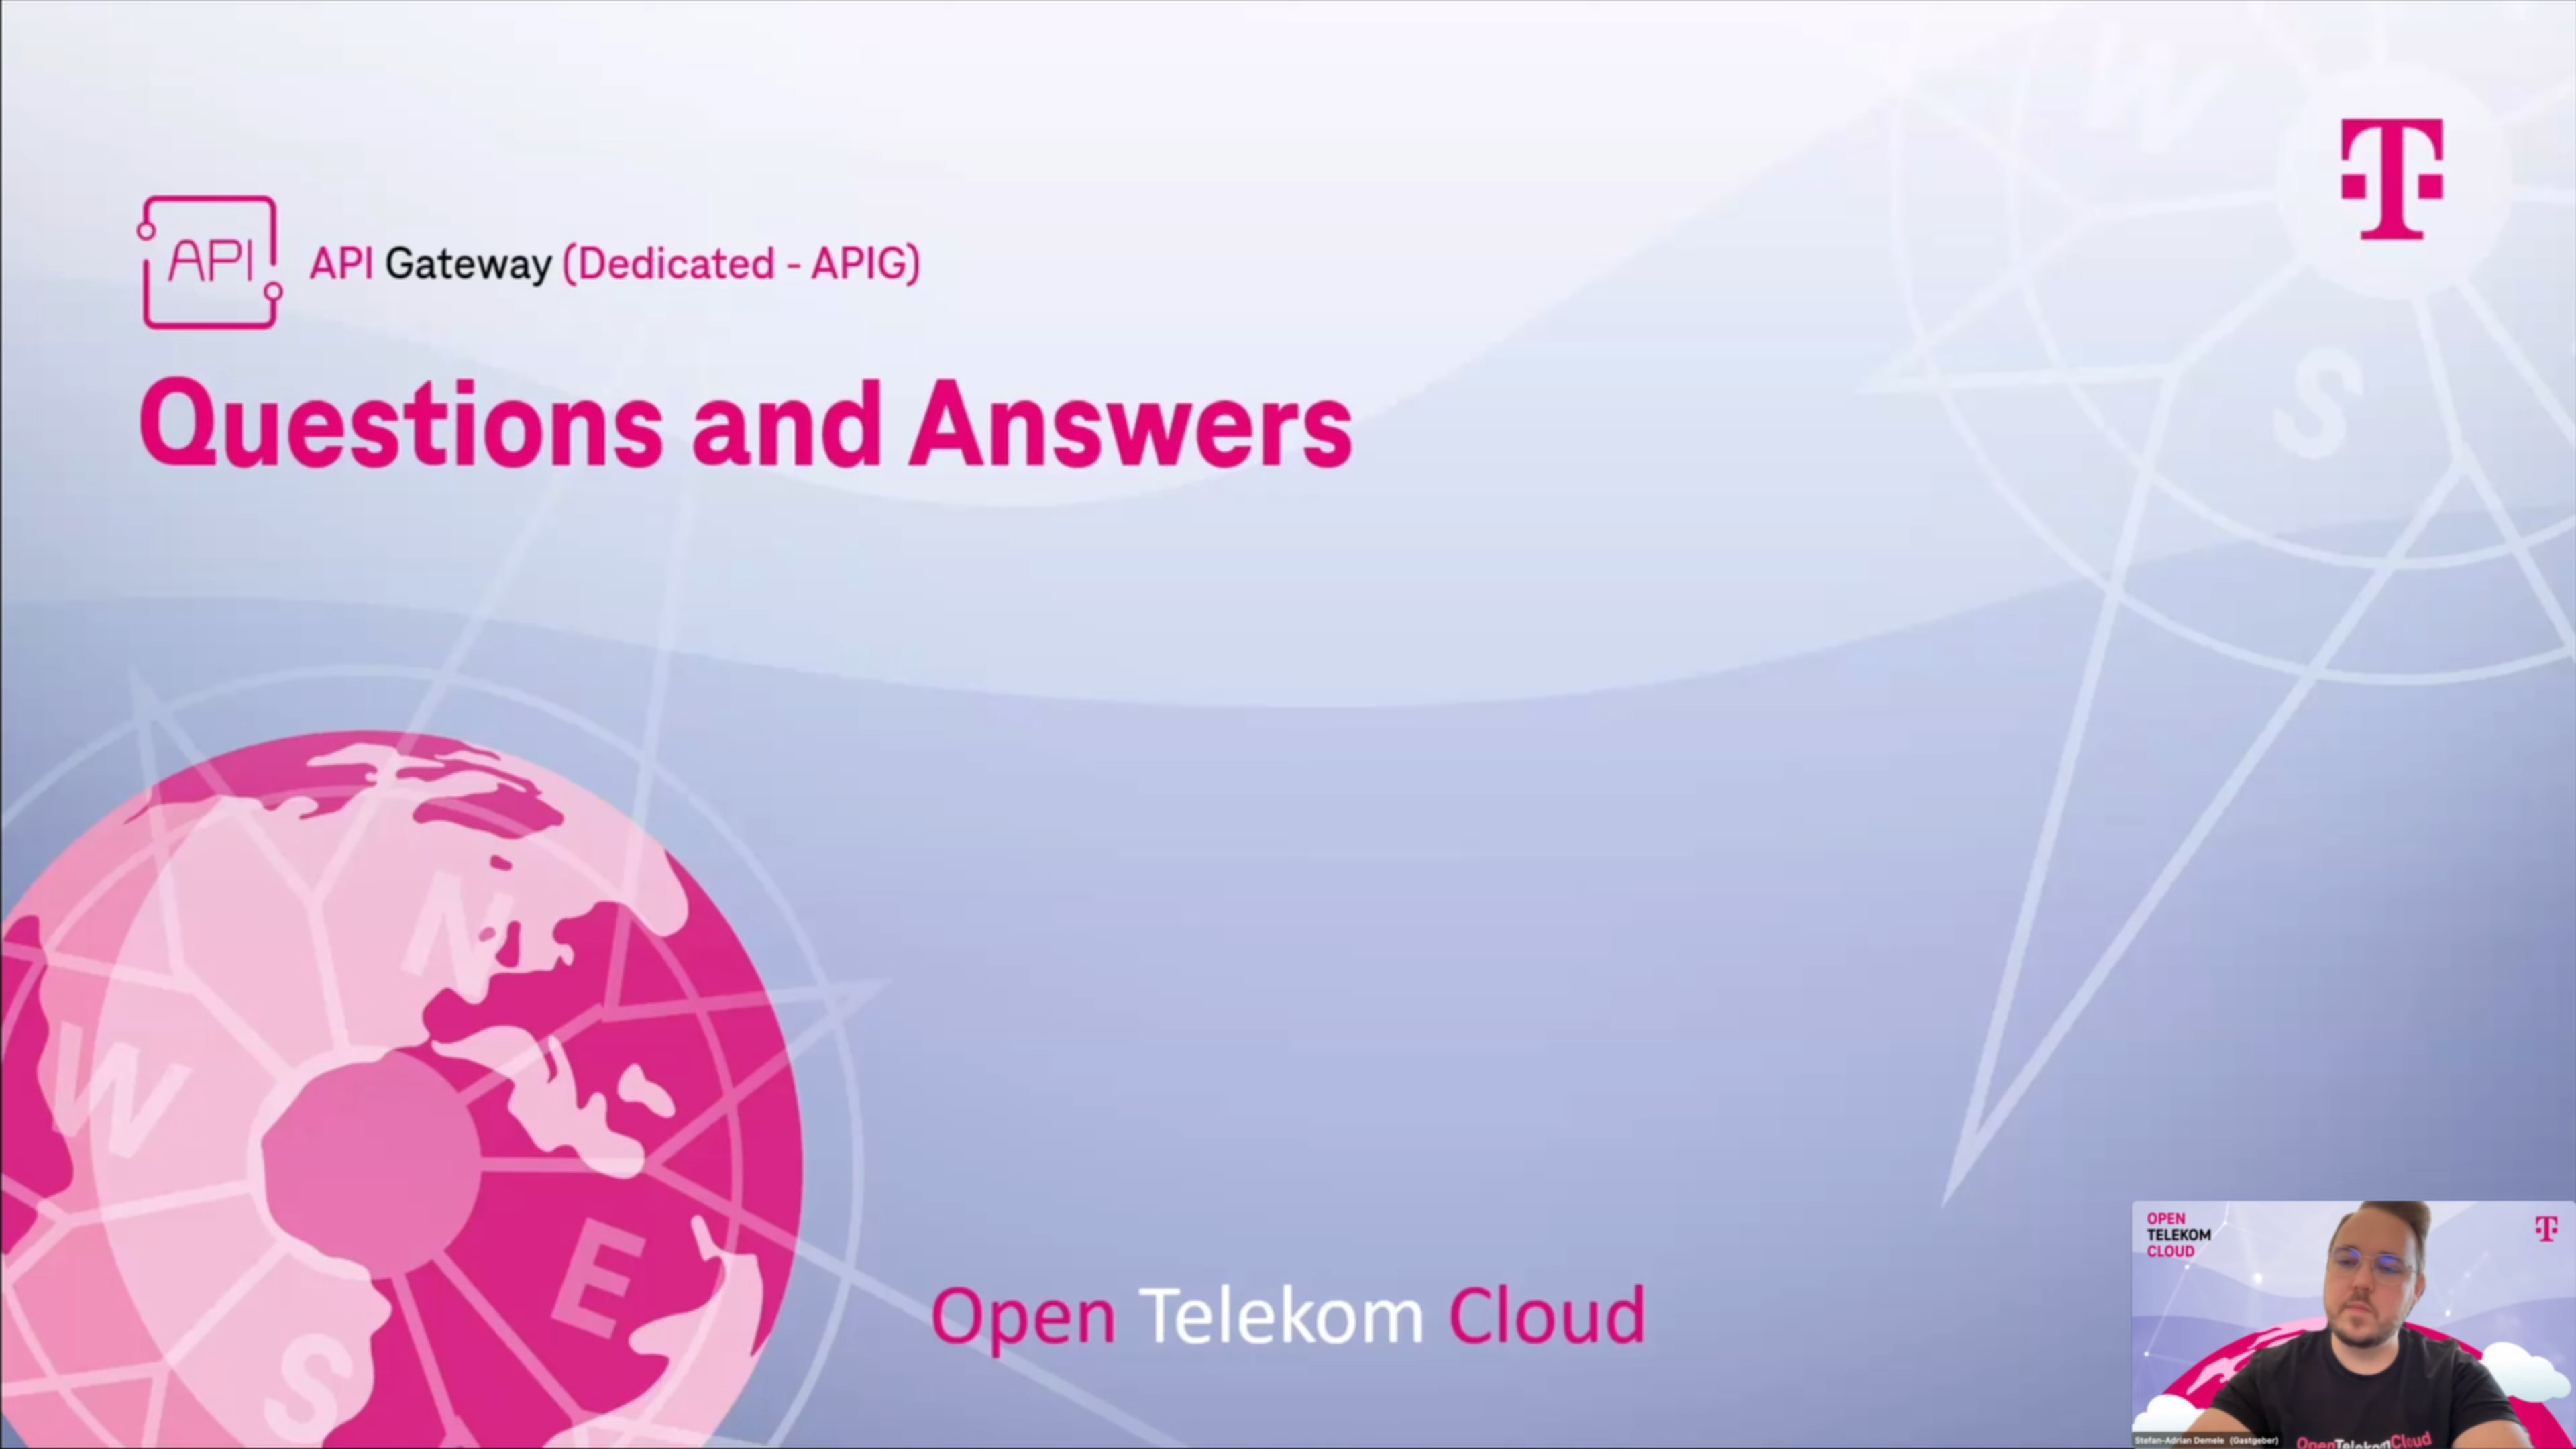 API
API Gateway (Dedicated - APIG)
Questions and Answers
W
S
N
W
E
S
Open Telekom Cloud
OPEN
TELEKOM
CLOUD
T
T
Stefan-Adrian Demele (Gastgeber)
OpenTelekomCloud